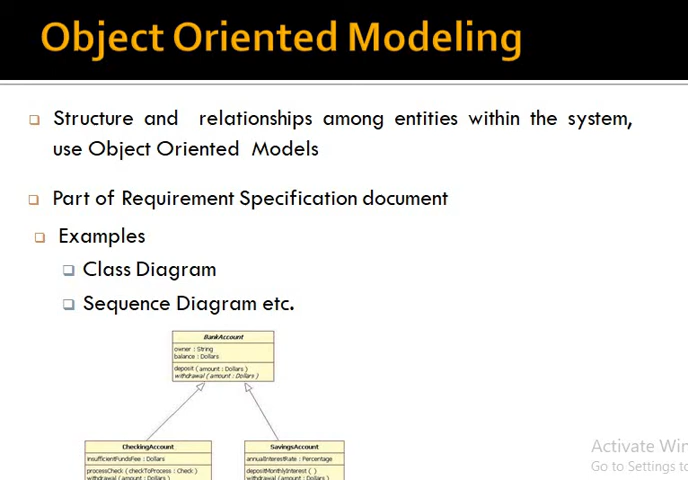 Object Oriented Modeling
Structure and relationships among entities within the system,
use Object Oriented Models
Part of Requirement Specification document
Examples
Class Diagram
Sequence Diagram etc.
BankAccount
owner : String
balance : Dollars
deposit ( amount : Dollars )
withdrawal ( amount : Dollars )
CheckingAccount
insufficientFundsFee : Dollars
processCheck ( checkToProcess : Check )
withdrawal ( amount : Dollars )
SavingsAccount
annualInterestRate : Percentage
depositMonthlyInterest ( )
withdrawal ( amount : Dollars )
Activate Win
Go to Settings to